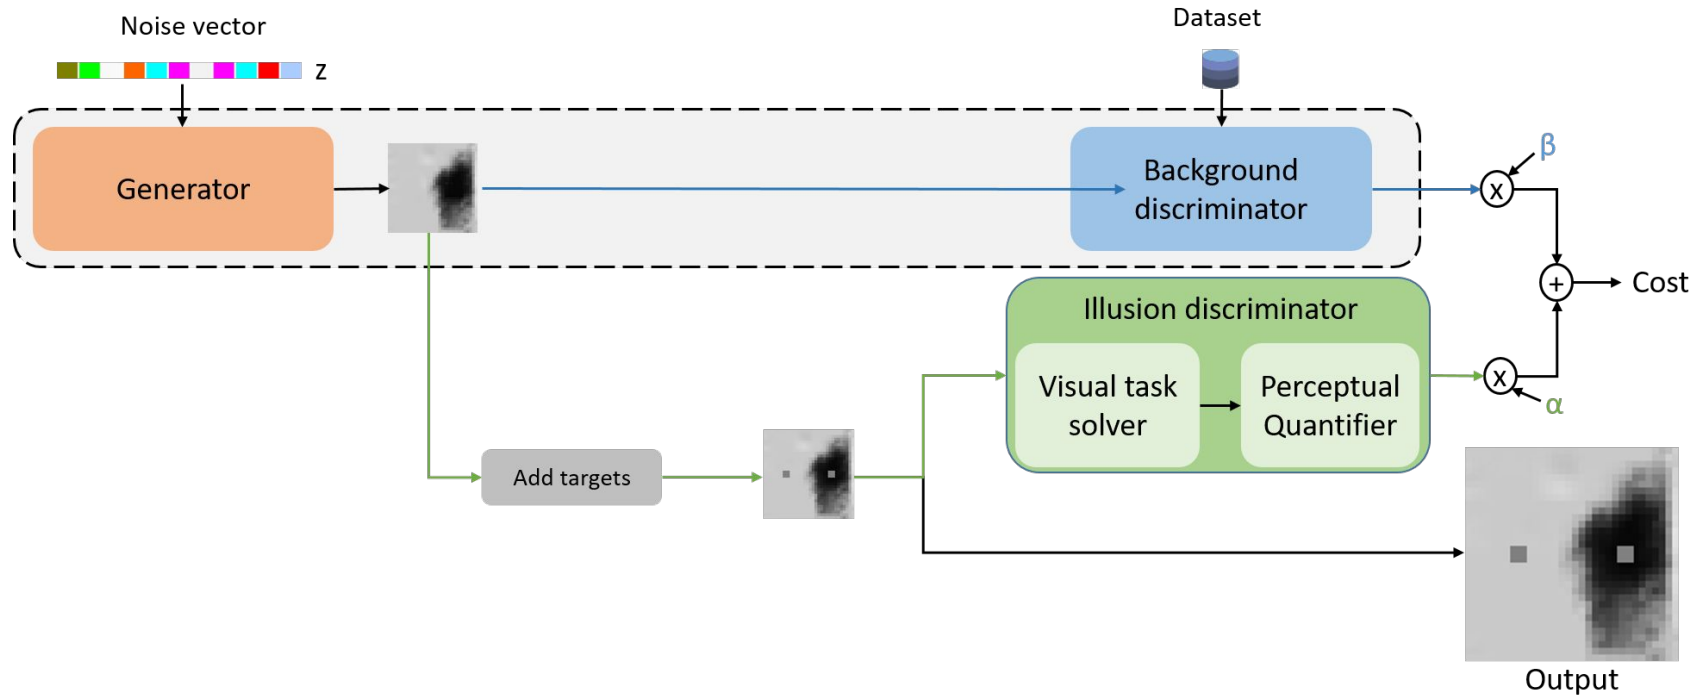 Noise vector
z
Dataset
Generator
Background
discriminator
x
β
+
Cost
Illusion discriminator
Visual task
solver
Perceptual
Quantifier
x
α
Add targets
Output